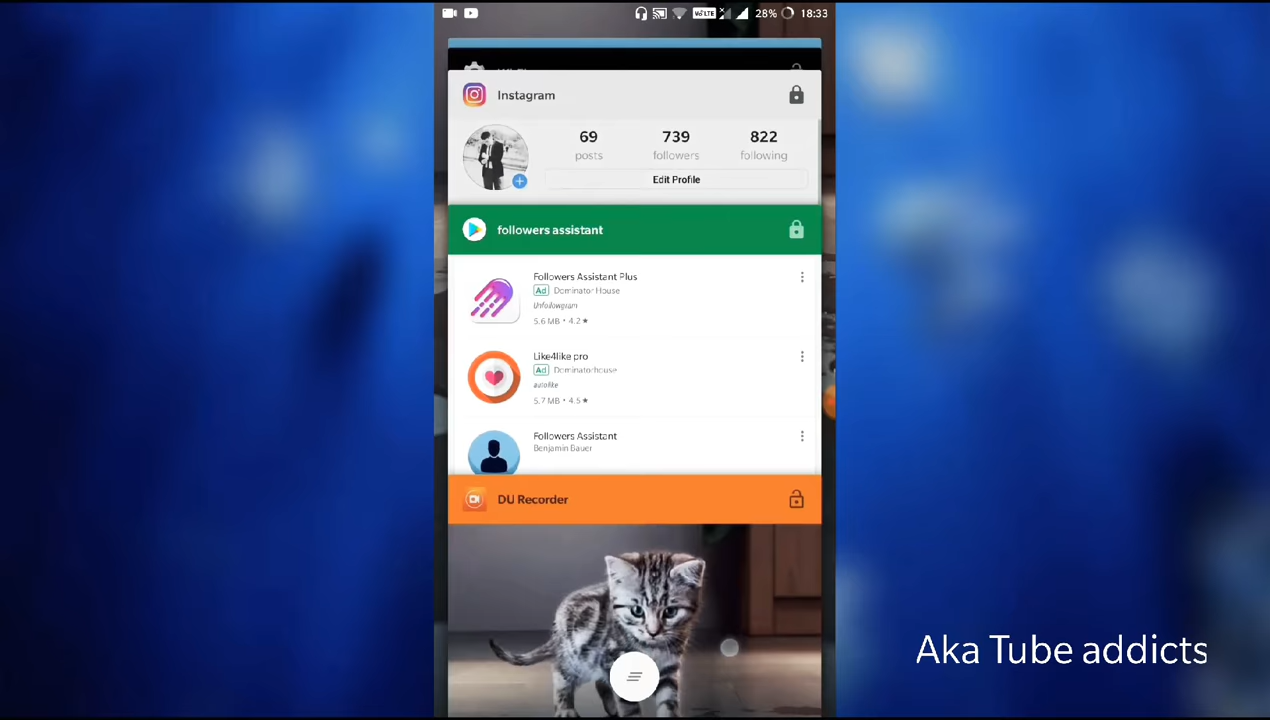 VoLTE 28% 18:33
Instagram
69 739 822
posts followers following
Edit Profile
followers assistant
Followers Assistant Plus
Ad Dominator House
Unfollowgram
5.6 MB • 4.2 ★
Like4like pro
Ad Dominatorhouse
autolike
5.7 MB • 4.5 ★
Followers Assistant
Benjamin Bauer
DU Recorder
Aka Tube addicts